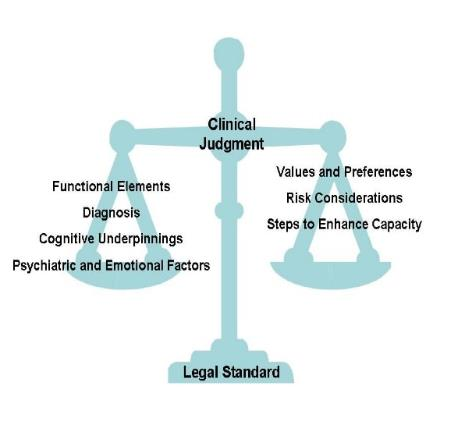 Clinical
Judgment
Functional Elements
Diagnosis
Cognitive Underpinnings
Psychiatric and Emotional Factors
Values and Preferences
Risk Considerations
Steps to Enhance Capacity
Legal Standard